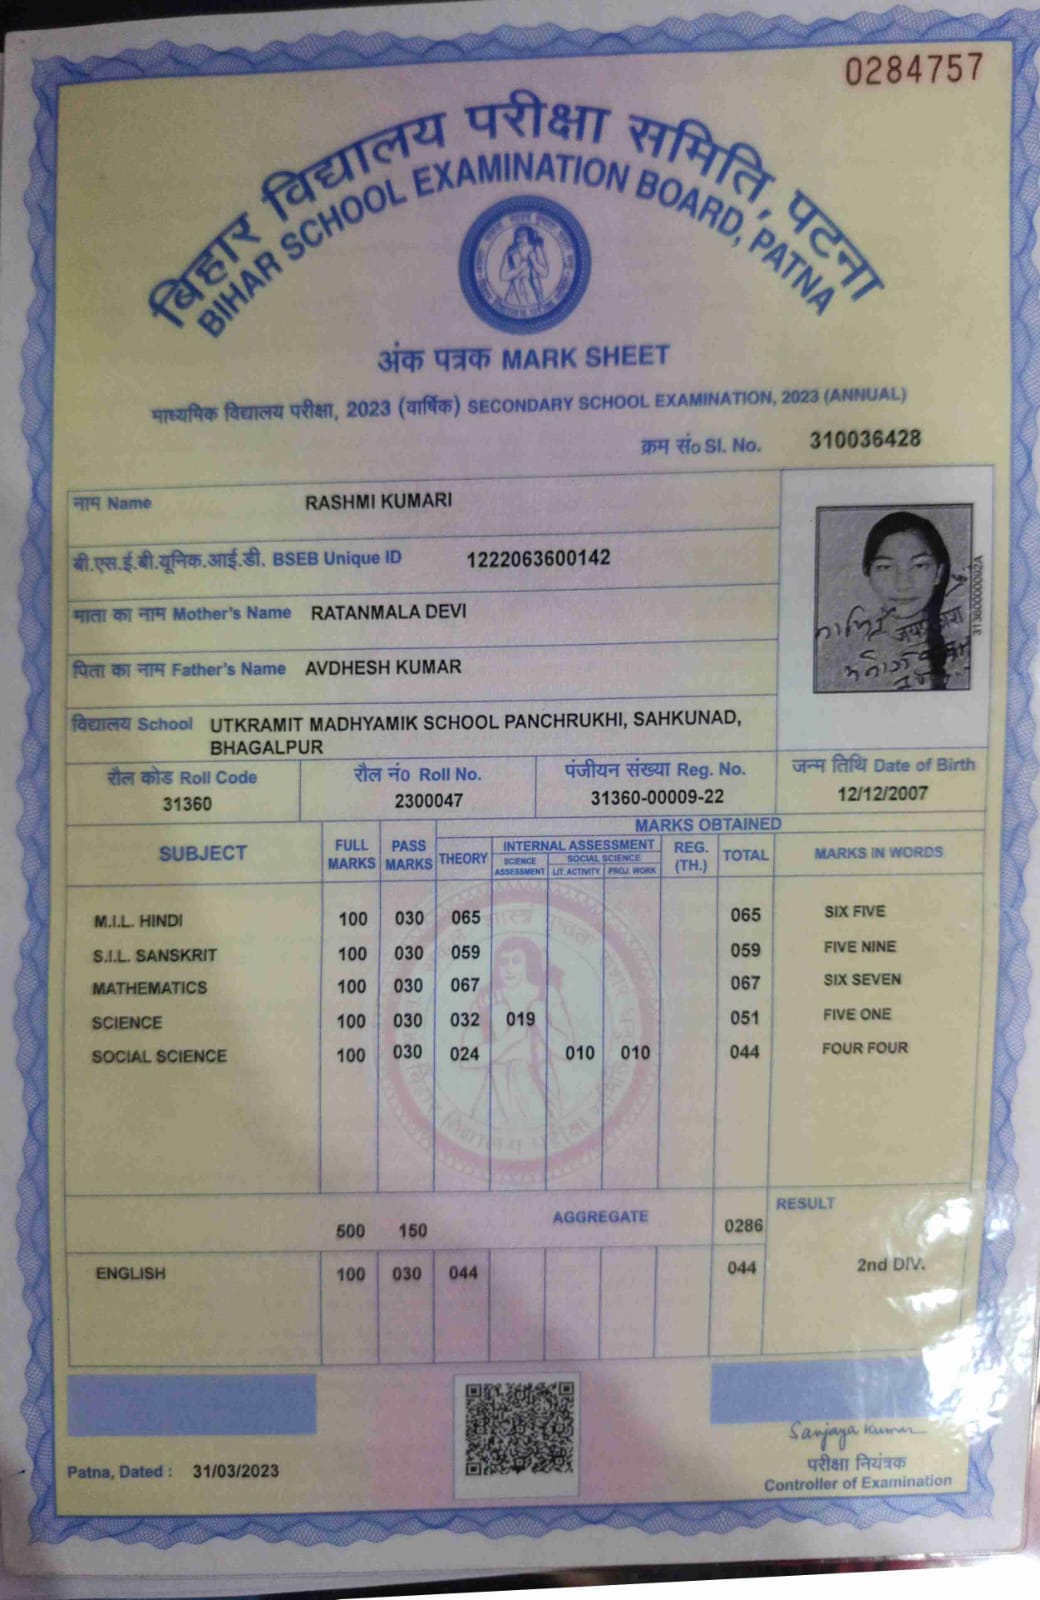 0284757
बिहार विद्यालय परीक्षा समिति, पटना
BIHAR SCHOOL EXAMINATION BOARD, PATNA
अंक पत्रक MARK SHEET
माध्यमिक विद्यालय परीक्षा, 2023 (वार्षिक) SECONDARY SCHOOL EXAMINATION, 2023 (ANNUAL)
क्रम सं० Sl. No. 310036428
नाम Name RASHMI KUMARI
बी.एस.ई.बी.यूनिक.आई.डी. BSEB Unique ID 1222063600142
माता का नाम Mother's Name RATANMALA DEVI
पिता का नाम Father's Name AVDHESH KUMAR
313600000092A
विद्यालय School UTKRAMIT MADHYAMIK SCHOOL PANCHRUKHI, SAHKUNAD,
BHAGALPUR
रौल कोड Roll Code रौल नं० Roll No. पंजीयन संख्या Reg. No. जन्म तिथि Date of Birth
31360 2300047 31360-00009-22 12/12/2007
MARKS OBTAINED
SUBJECT FULL MARKS PASS MARKS THEORY INTERNAL ASSESSMENT REG. (TH.) TOTAL MARKS IN WORDS
SCIENCE ASSESSMENT SOCIAL SCIENCE
LIT. ACTIVITY PROJ. WORK
M.I.L. HINDI 100 030 065 065 SIX FIVE
S.I.L. SANSKRIT 100 030 059 059 FIVE NINE
MATHEMATICS 100 030 067 067 SIX SEVEN
SCIENCE 100 030 032 019 051 FIVE ONE
SOCIAL SCIENCE 100 030 024 010 010 044 FOUR FOUR
500 150 AGGREGATE 0286 RESULT
ENGLISH 100 030 044 044 2nd DIV.
Sanjaya Kumar
परीक्षा नियंत्रक
Controller of Examination
Patna, Dated : 31/03/2023